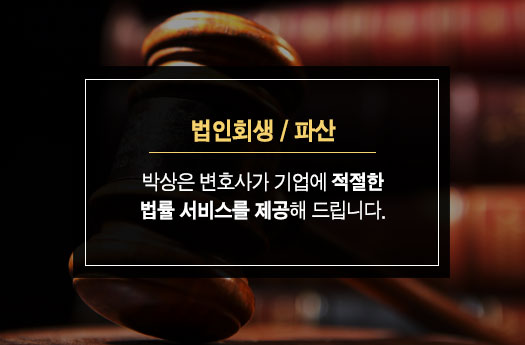 법인회생 / 파산
박상은 변호사가 기업에 적절한
법률 서비스를 제공해 드립니다.